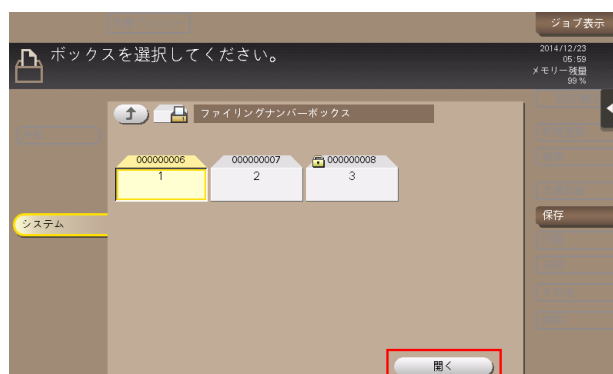 ジョブ表示
ボックスを選択してください。
2014/12/23
05:59
メモリー残量
99 %
ファイリングナンバーボックス
000000006
1
000000007
2
000000008
3
システム
保存
開く